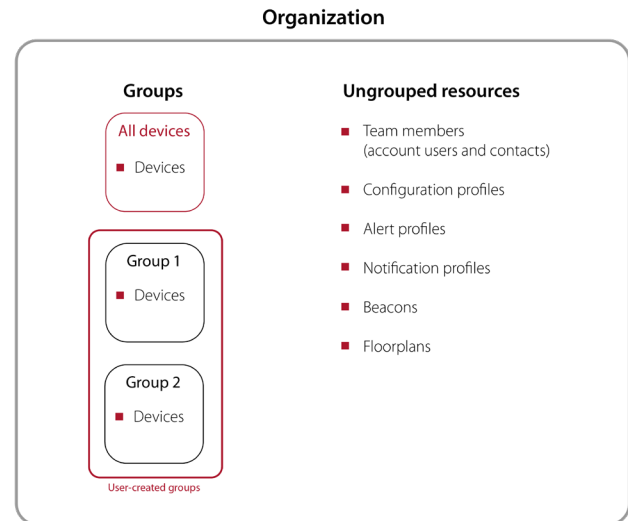 Organization
Groups
All devices
Devices
Group 1
Devices
Group 2
Devices
User-created groups
Ungrouped resources
Team members
(account users and contacts)
Configuration profiles
Alert profiles
Notification profiles
Beacons
Floorplans